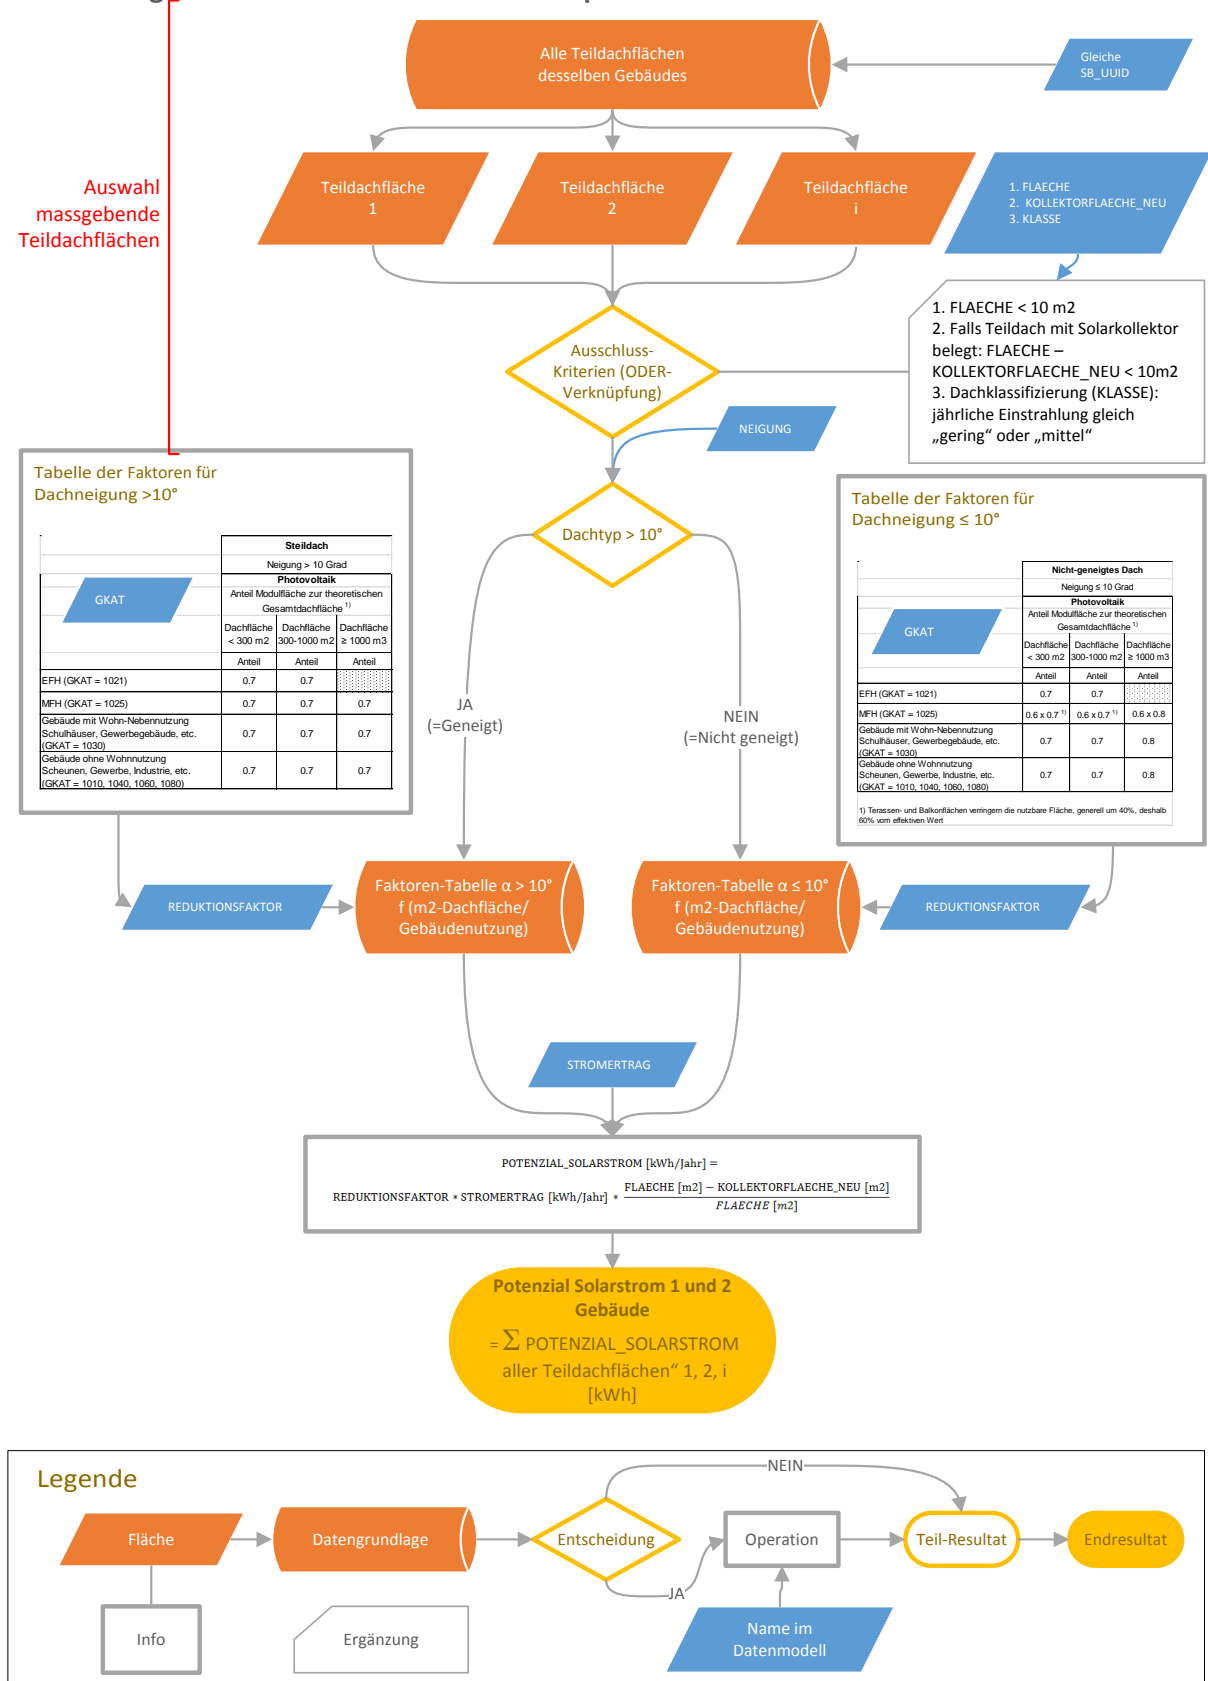 Alle Teildachflächen
desselben Gebäudes
Gleiche
SB_UUID
Auswahl
massgebende
Teildachflächen
Teildachfläche
1
Teildachfläche
2
Teildachfläche
i
1. FLAECHE
2. KOLLEKTORFLAECHE_NEU
3. KLASSE
1. FLAECHE < 10 m2
2. Falls Teildach mit Solarkollektor
belegt: FLAECHE –
KOLLEKTORFLAECHE_NEU < 10m2
3. Dachklassifizierung (KLASSE):
jährliche Einstrahlung gleich
„gering“ oder „mittel“
Ausschluss-
Kriterien (ODER-
Verknüpfung)
NEIGUNG
Dachtyp > 10°
Tabelle der Faktoren für
Dachneigung >10°
Steildach
Neigung > 10 Grad
Photovoltaik
GKAT
Anteil Modulfläche zur theoretischen
Gesamtdachfläche 1)
Dachfläche Dachfläche Dachfläche
< 300 m2 300-1000 m2 ≥ 1000 m3
Anteil Anteil Anteil
EFH (GKAT = 1021) 0.7 0.7
MFH (GKAT = 1025) 0.7 0.7 0.7
Gebäude mit Wohn-Nebennutzung
Schulhäuser, Gewerbegebäude, etc. 0.7 0.7 0.7
(GKAT = 1030)
Gebäude ohne Wohnnutzung
Scheunen, Gewerbe, Industrie, etc. 0.7 0.7 0.7
(GKAT = 1010, 1040, 1060, 1080)
Tabelle der Faktoren für
Dachneigung ≤ 10°
Nicht-geneigtes Dach
Neigung ≤ 10 Grad
Photovoltaik
GKAT
Anteil Modulfläche zur theoretischen
Gesamtdachfläche 1)
Dachfläche Dachfläche Dachfläche
< 300 m2 300-1000 m2 ≥ 1000 m3
Anteil Anteil Anteil
EFH (GKAT = 1021) 0.7 0.7
MFH (GKAT = 1025) 0.6 x 0.7 1) 0.6 x 0.7 1) 0.6 x 0.8
Gebäude mit Wohn-Nebennutzung
Schulhäuser, Gewerbegebäude, etc. 0.7 0.7 0.8
(GKAT = 1030)
Gebäude ohne Wohnnutzung
Scheunen, Gewerbe, Industrie, etc. 0.7 0.7 0.8
(GKAT = 1010, 1040, 1060, 1080)
1) Terassen- und Balkonflächen verringern die nutzbare Fläche, generell um 40%, deshalb
60% vom effektiven Wert
JA
(=Geneigt)
NEIN
(=Nicht geneigt)
REDUKTIONSFAKTOR
Faktoren-Tabelle α > 10°
f (m2-Dachfläche/
Gebäudenutzung)
Faktoren-Tabelle α ≤ 10°
f (m2-Dachfläche/
Gebäudenutzung)
REDUKTIONSFAKTOR
STROMERTRAG
POTENZIAL_SOLARSTROM [kWh/Jahr] =
REDUKTIONSFAKTOR * STROMERTRAG [kWh/Jahr] * FLAECHE [m2] − KOLLEKTORFLAECHE_NEU [m2]
FLAECHE [m2]
Potenzial Solarstrom 1 und 2
Gebäude
= Σ POTENZIAL_SOLARSTROM
aller Teildachflächen“ 1, 2, i
[kWh]
Legende
NEIN
Fläche
Datengrundlage
Entscheidung
Operation
Teil-Resultat
Endresultat
JA
Info
Ergänzung
Name im
Datenmodell